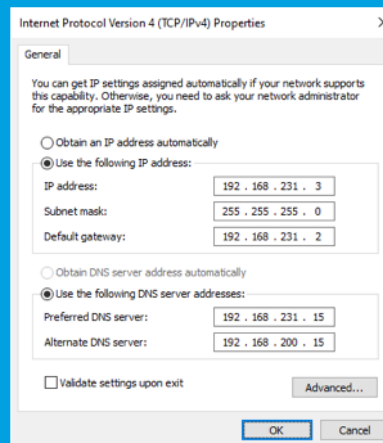 Internet Protocol Version 4 (TCP/IPv4) Properties
General
You can get IP settings assigned automatically if your network supports
this capability. Otherwise, you need to ask your network administrator
for the appropriate IP settings.
Obtain an IP address automatically
Use the following IP address:
IP address: 192 . 168 . 231 . 3
Subnet mask: 255 . 255 . 255 . 0
Default gateway: 192 . 168 . 231 . 2
Obtain DNS server address automatically
Use the following DNS server addresses:
Preferred DNS server: 192 . 168 . 231 . 15
Alternate DNS server: 192 . 168 . 200 . 15
Validate settings upon exit
Advanced...
OK Cancel